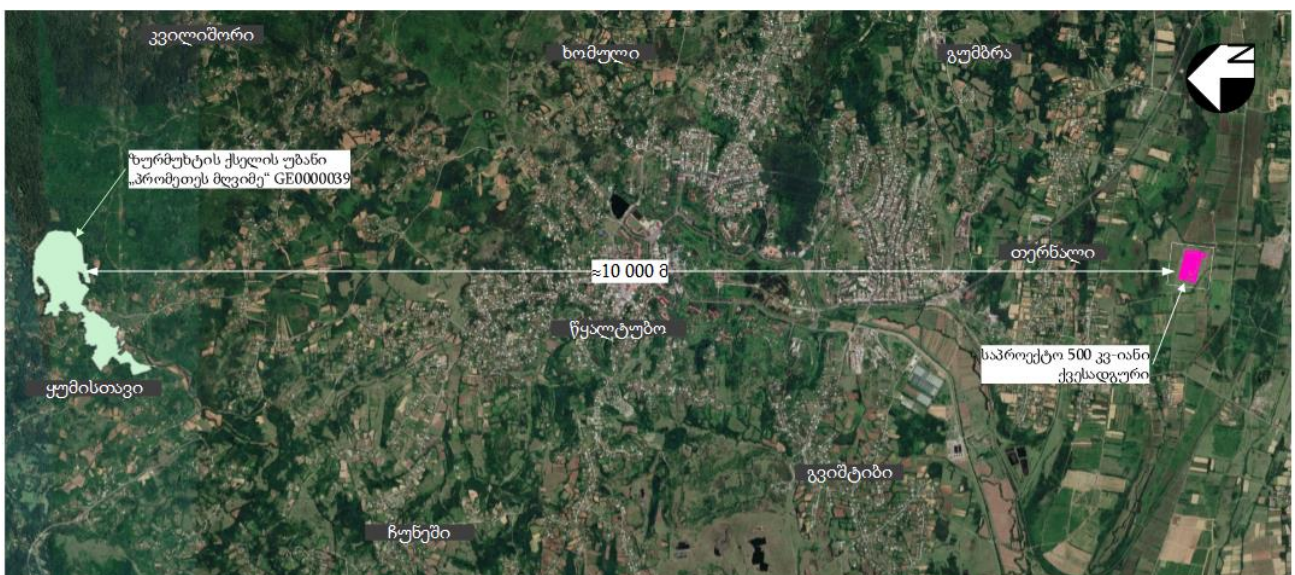 კვილიშორი
ხომული
გუმბრა
N
ზურმუხტის ქსელის უბანი
„პრომეთეს მღვიმე“ GE0000039
თერნალი
≈10 000 მ
წყალტუბო
საპროექტო 500 კვ-იანი
ქვესადგური
ყუმისთავი
გვიშტიბი
ჩუნეში